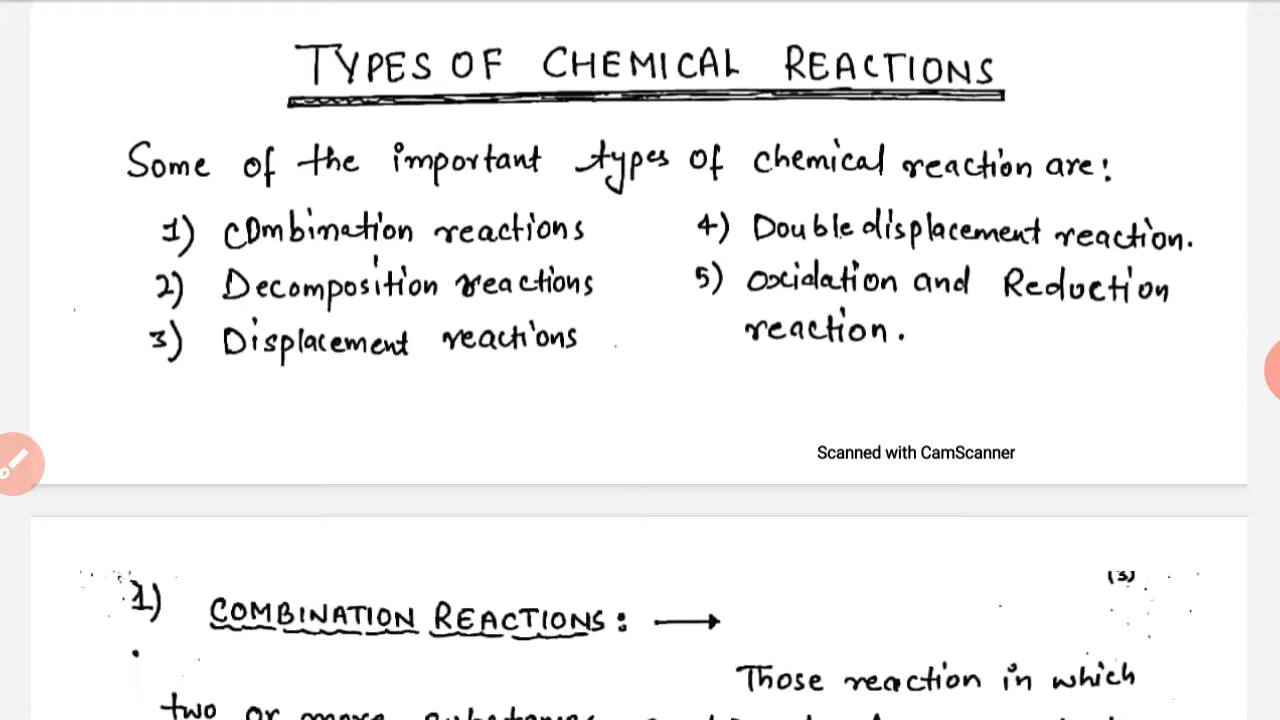 TYPES OF CHEMICAL REACTIONS
Some of the important types of chemical reaction are:
1) Combination reactions
2) Decomposition reactions
3) Displacement reactions
4) Double displacement reaction.
5) Oxidation and Reduction
reaction.
Scanned with CamScanner
(3)
1) COMBINATION REACTIONS: →
Those reaction in which
two or more